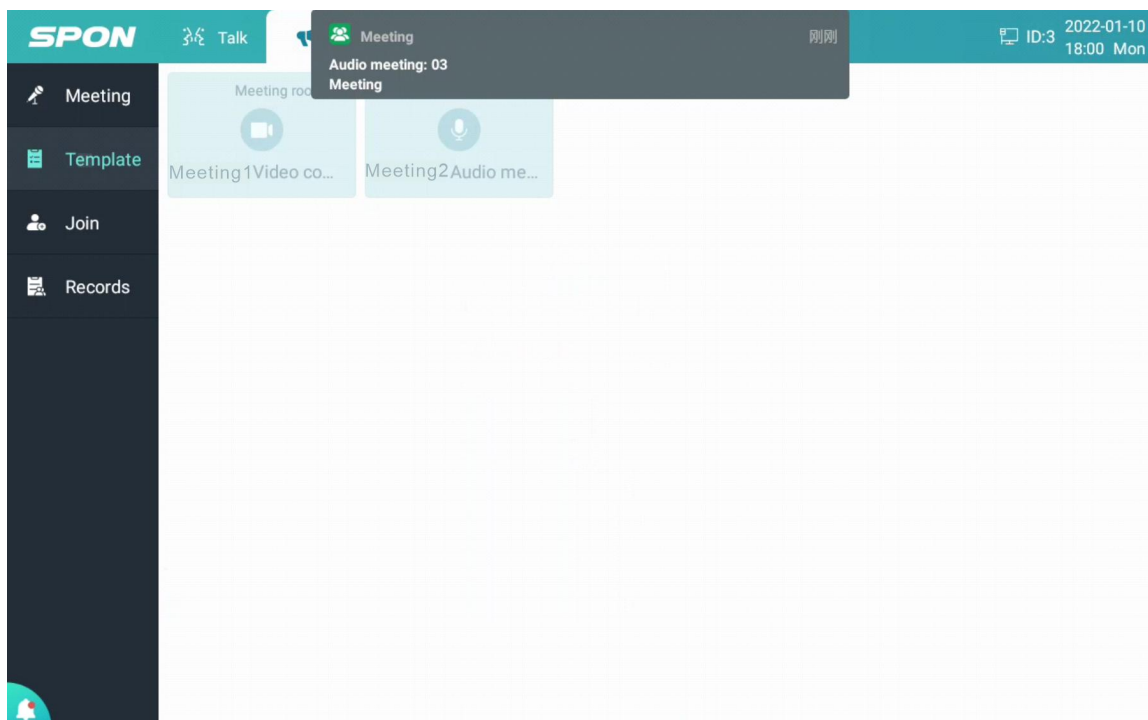 SPON
Talk
Meeting
刚刚
Audio meeting: 03
Meeting
ID:3
2022-01-10
18:00 Mon
Meeting
Template
Join
Records
Meeting
Meeting1Video co...
Meeting2Audio me...